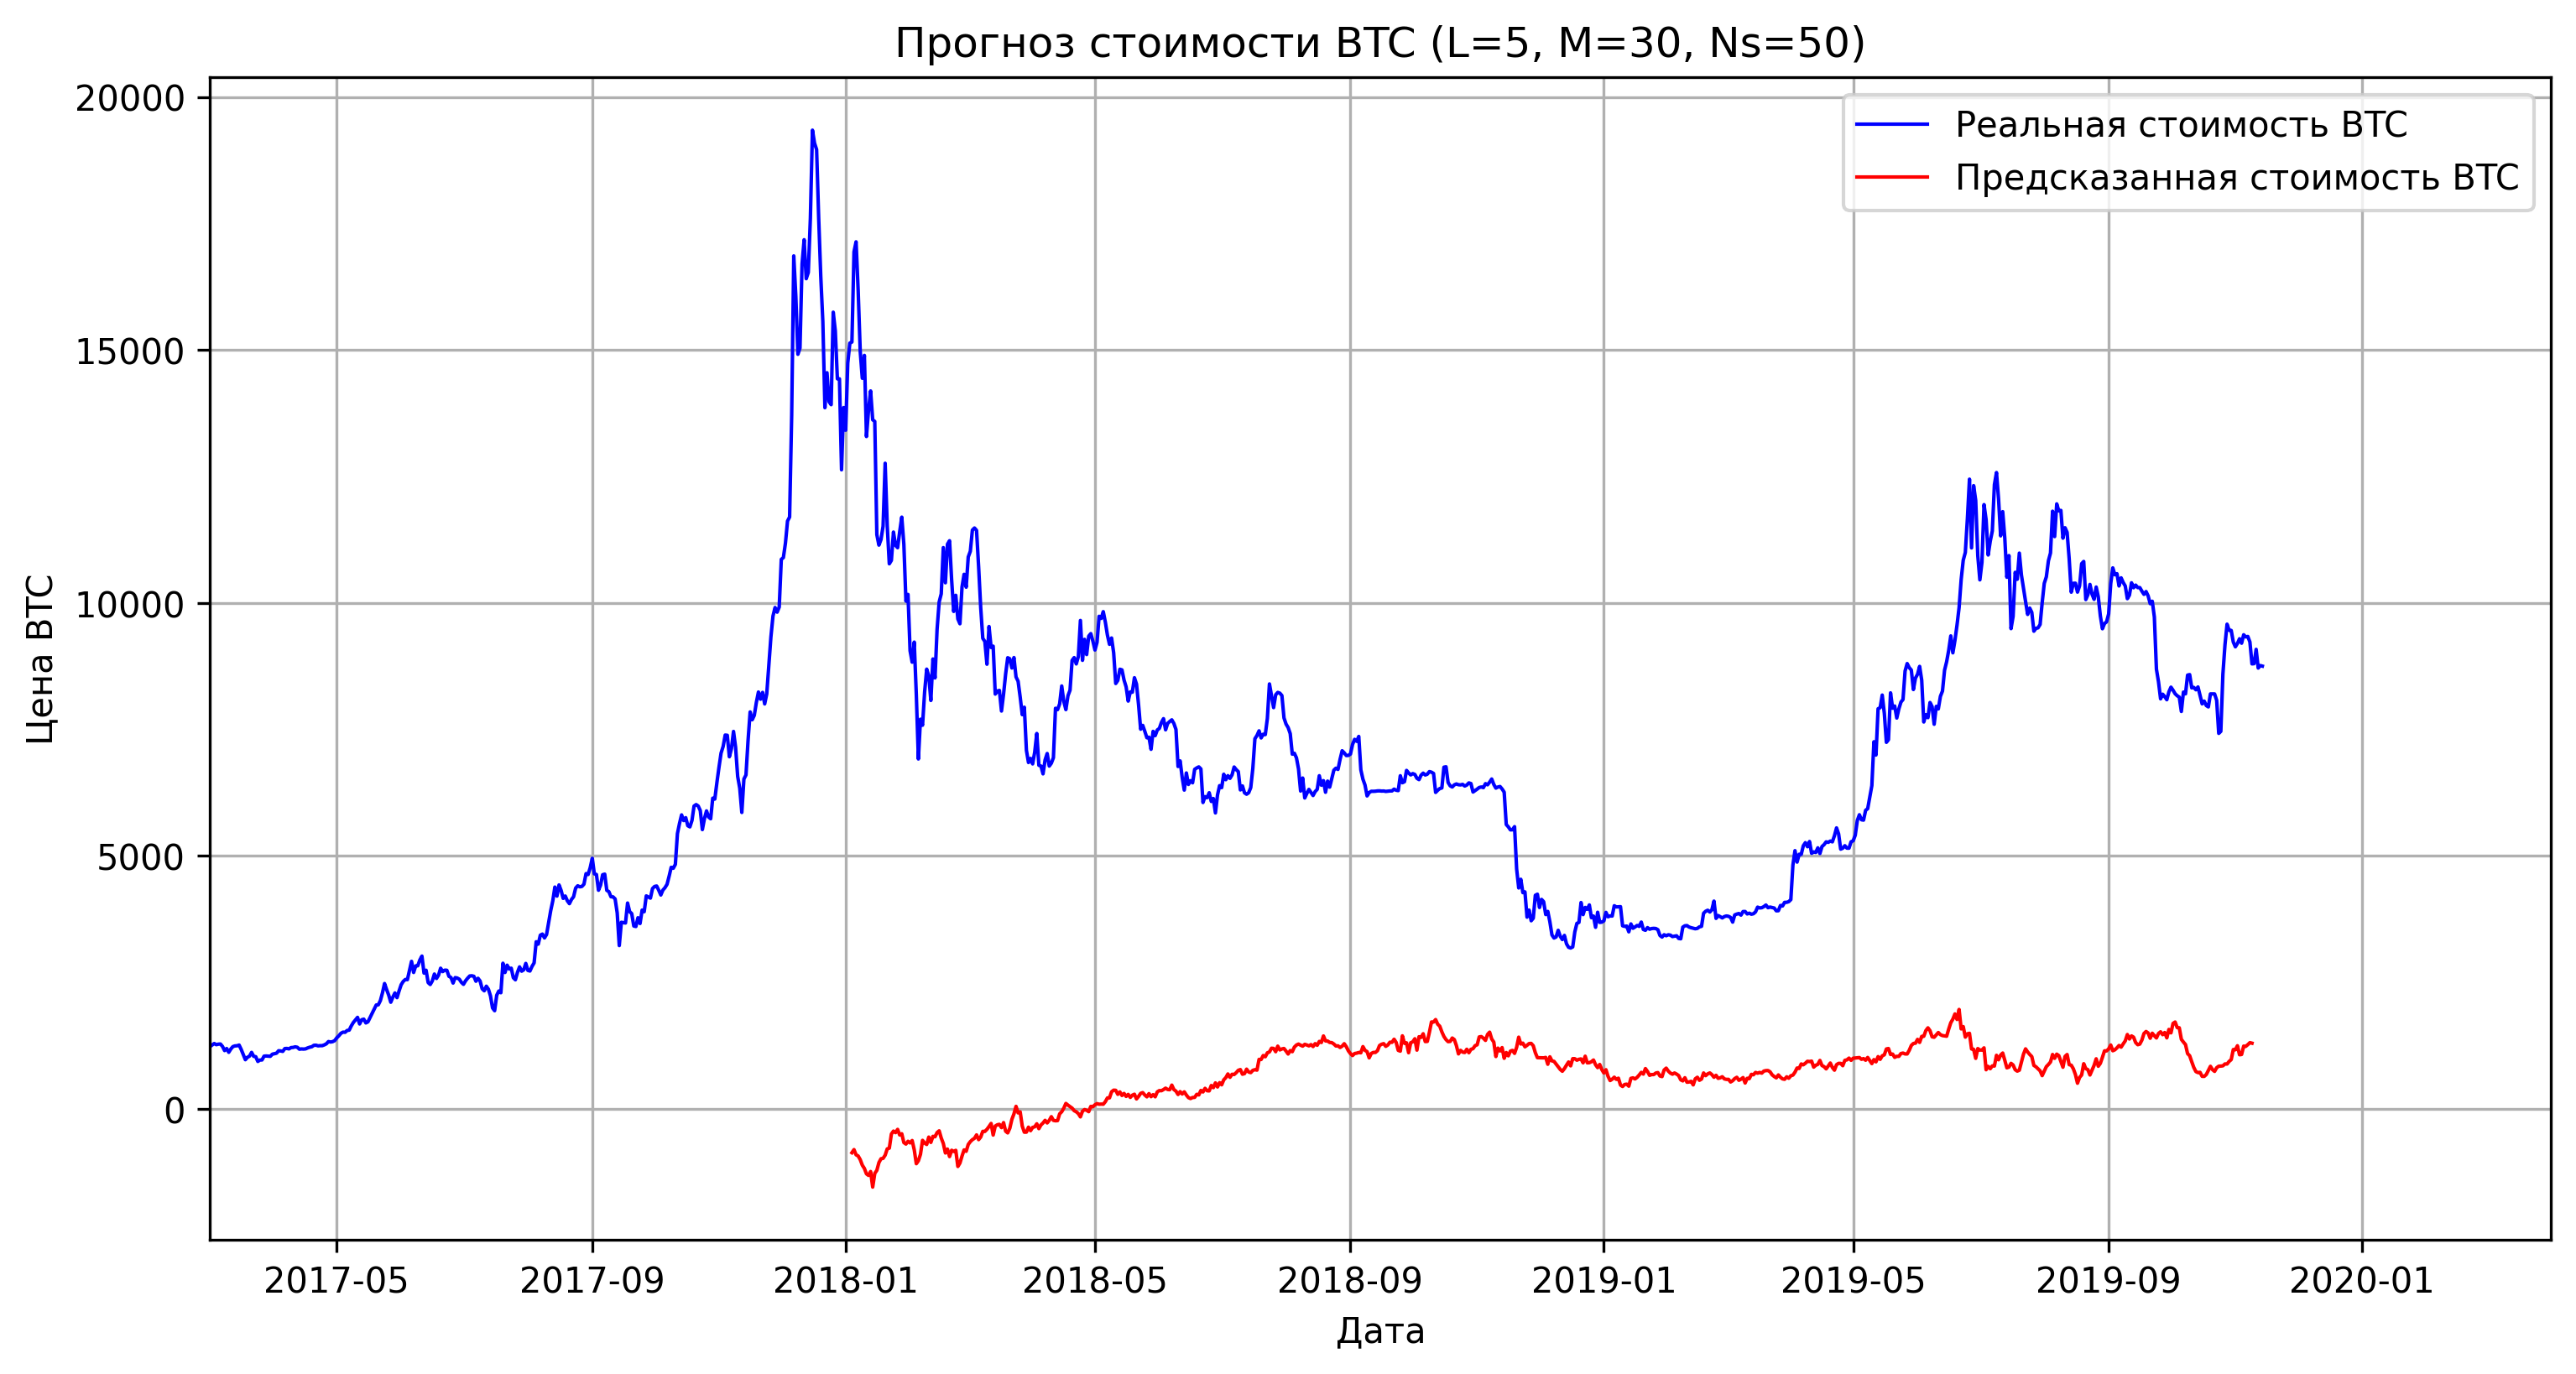 Прогноз стоимости BTC (L=5, M=30, Ns=50)
Реальная стоимость BTC
Предсказанная стоимость BTC
20000
15000
10000
5000
0
Цена BTC
2017-05 2017-09 2018-01 2018-05 2018-09 2019-01 2019-05 2019-09 2020-01
Дата